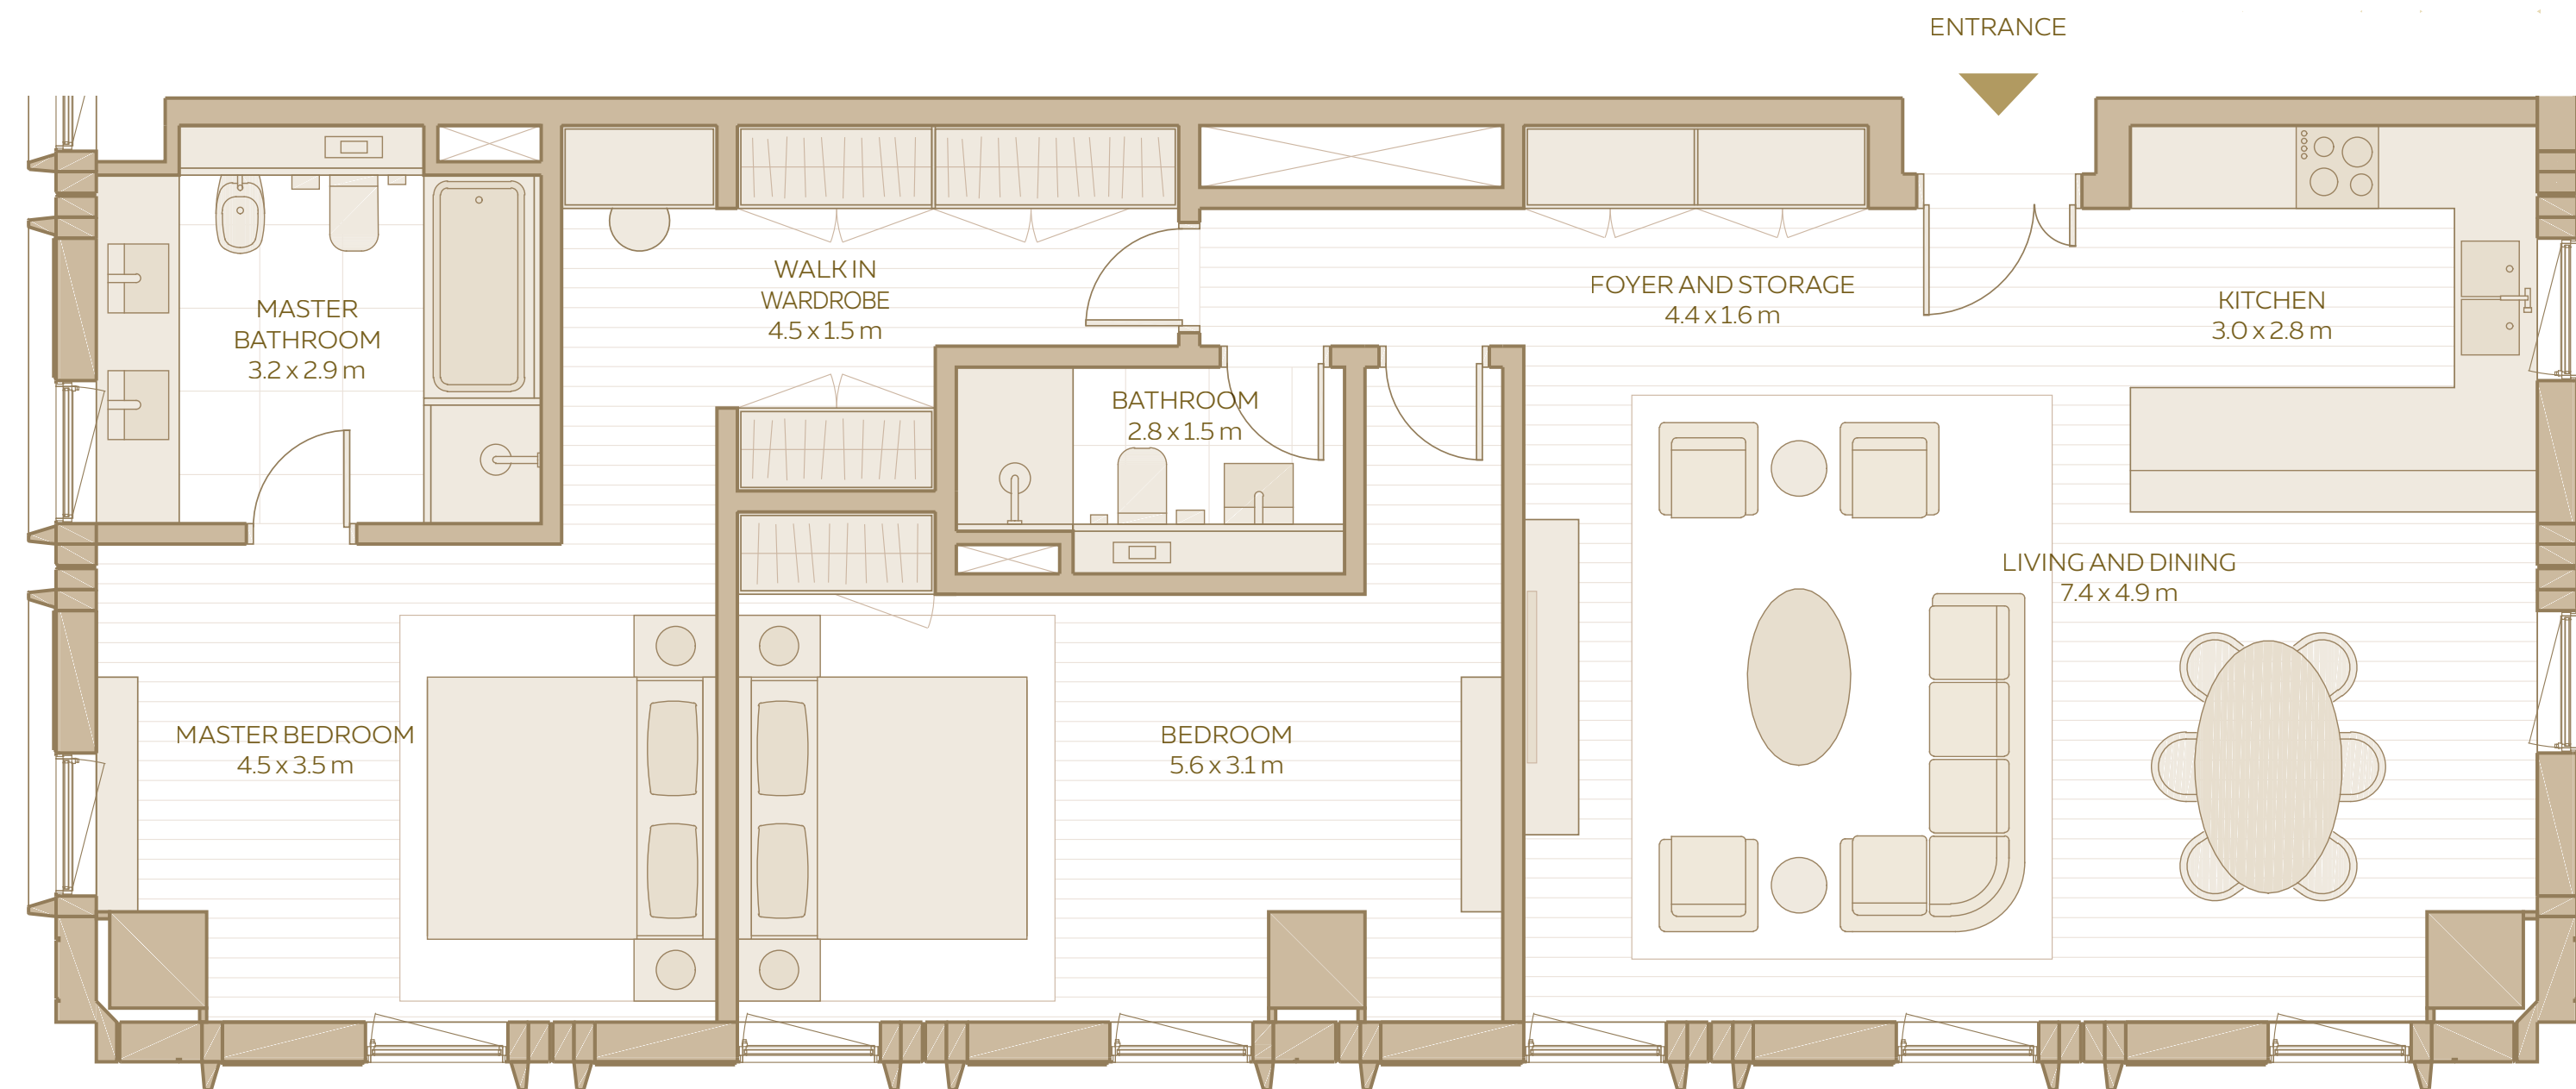 ENTRANCE
WALK IN
WARDROBE
4.5 x 1.5 m
FOYER AND STORAGE
4.4 x 1.6 m
KITCHEN
3.0 x 2.8 m
MASTER
BATHROOM
3.2 x 2.9 m
BATHROOM
2.8 x 1.5 m
LIVING AND DINING
7.4 x 4.9 m
MASTER BEDROOM
4.5 x 3.5 m
BEDROOM
5.6 x 3.1 m